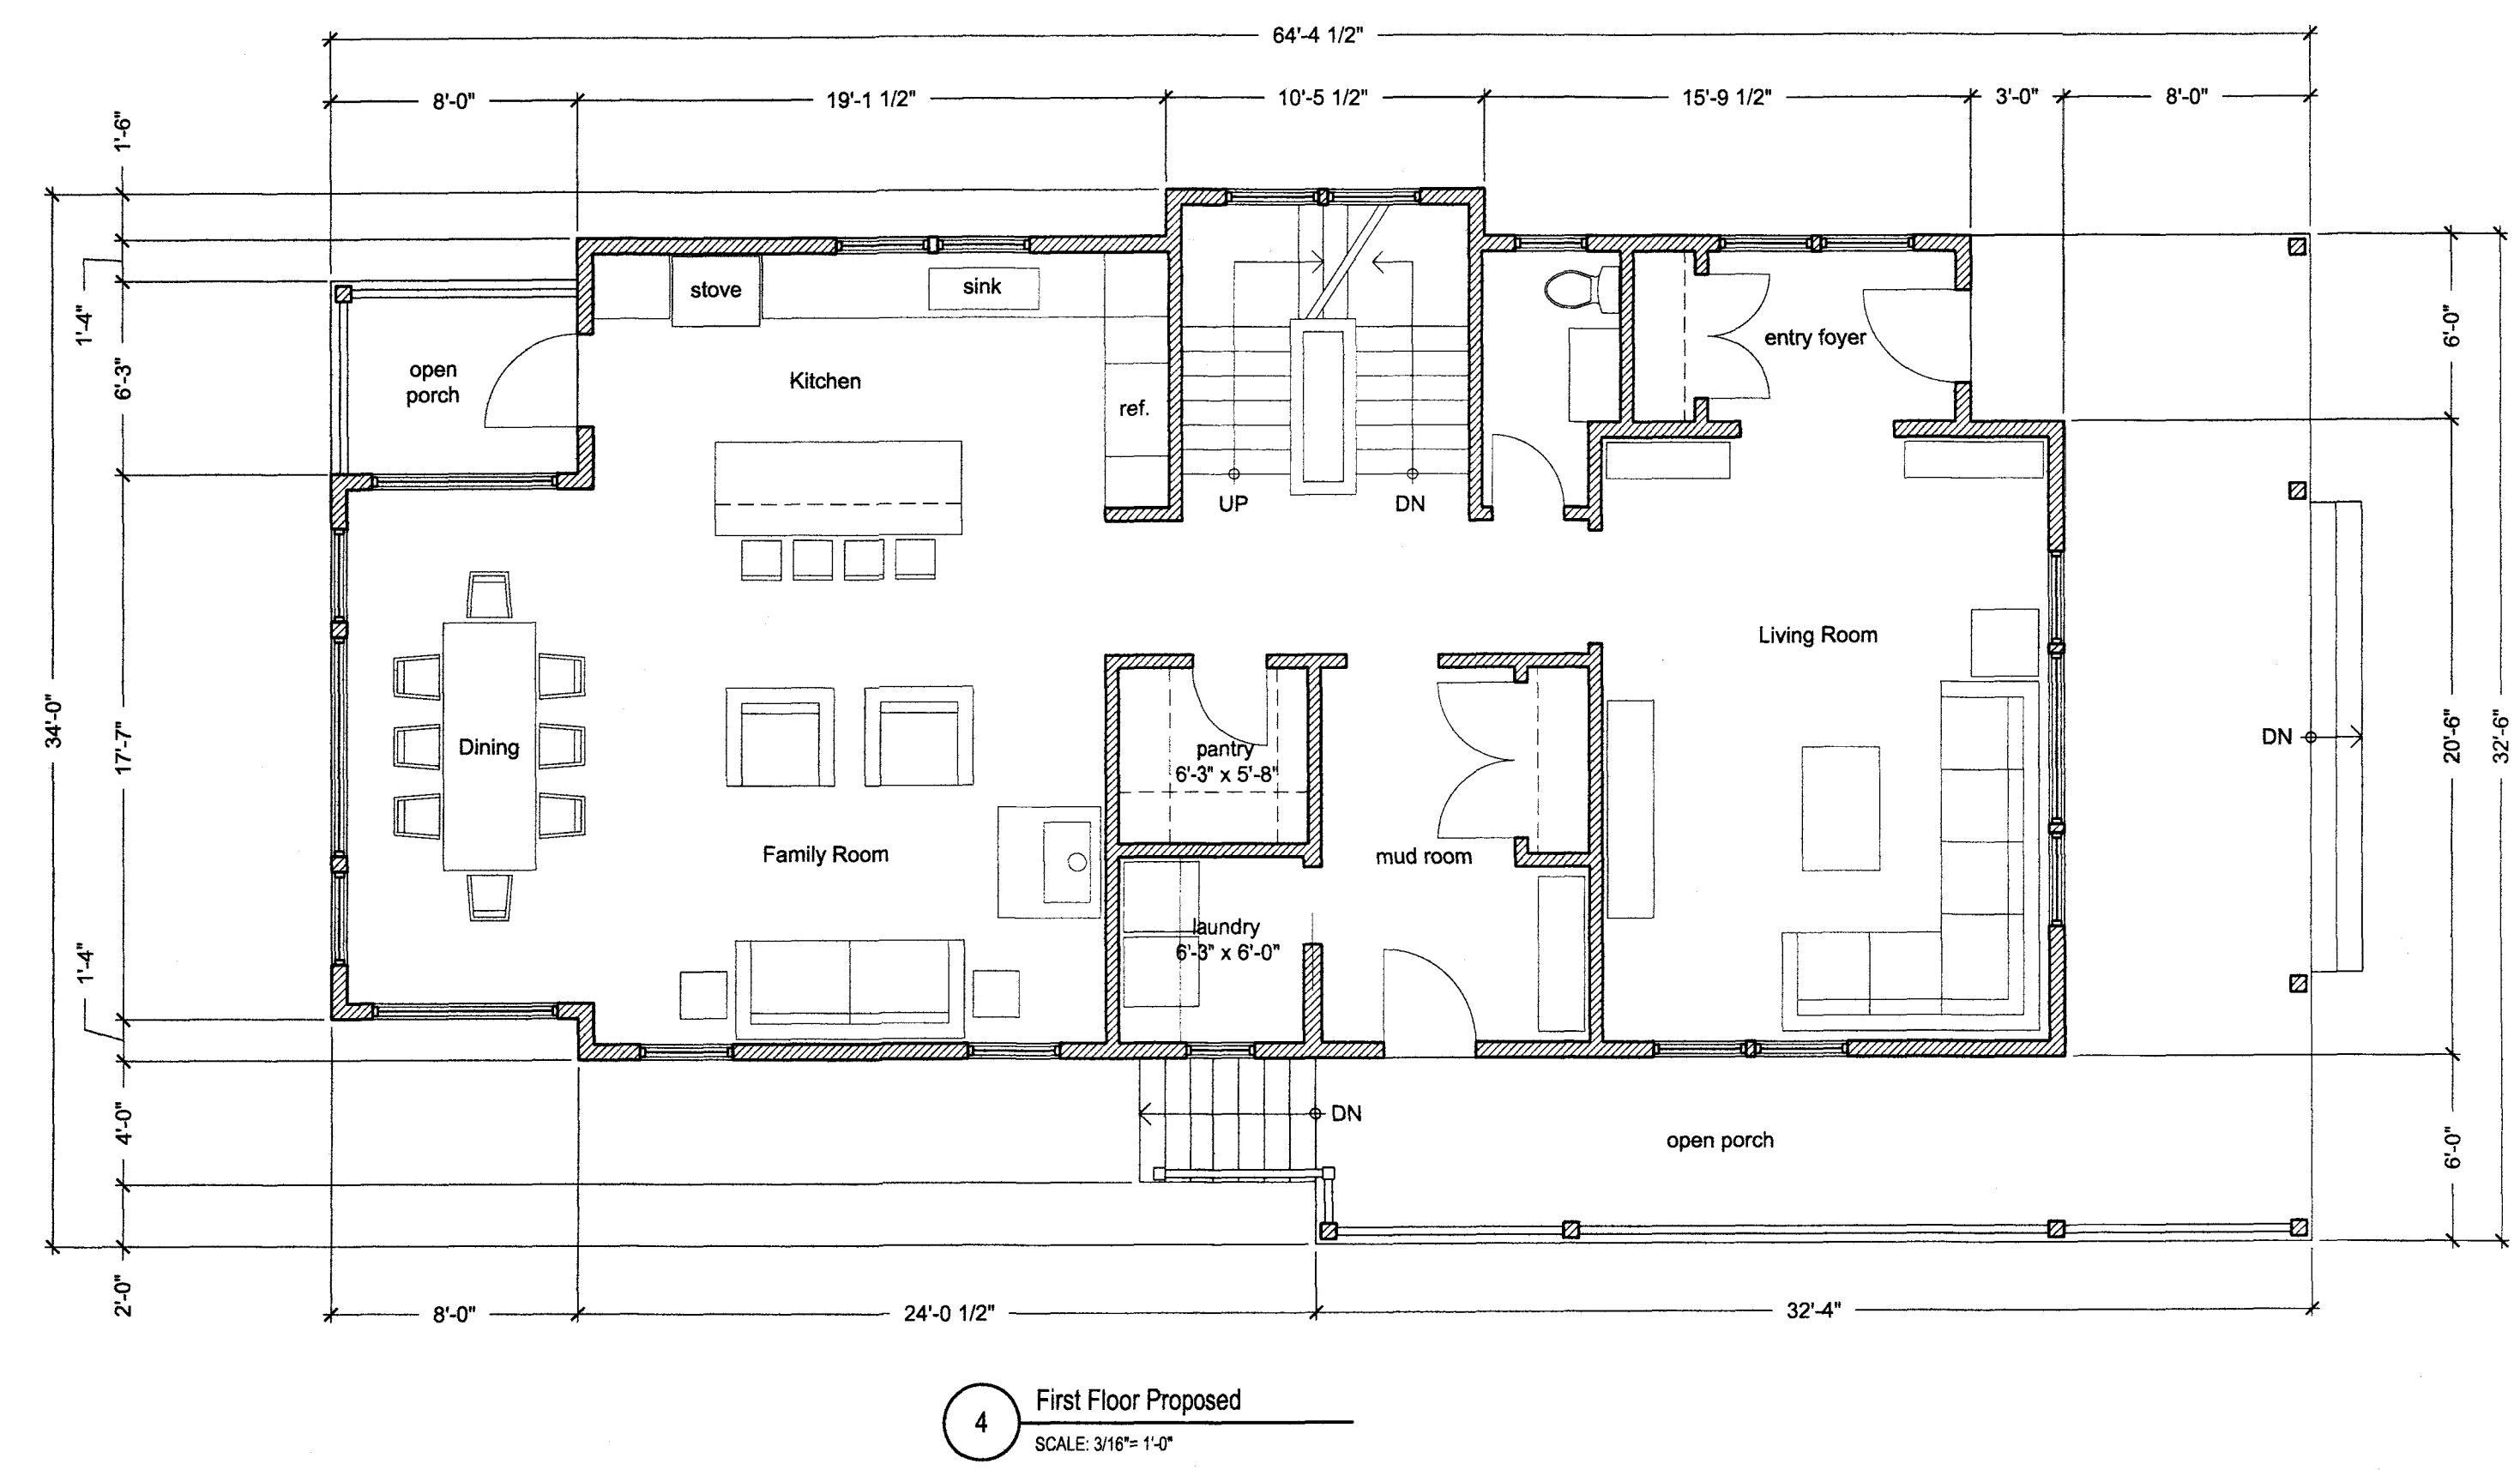 64'-4 1/2"
8'-0"
19'-1 1/2"
10'-5 1/2"
15'-9 1/2"
3'-0"
8'-0"
1'-6"
1'-4"
6'-3"
34'-0"
17'-7"
1'-4"
4'-0"
2'-0"
stove
sink
open
porch
Kitchen
ref.
UP
DN
entry foyer
6'-0"
Living Room
Dining
Family Room
pantry
6'-3" x 5'-8"
mud room
laundry
6'-3" x 6'-0"
DN
20'-6"
32'-6"
DN
open porch
6'-0"
8'-0"
24'-0 1/2"
32'-4"
4
First Floor Proposed
SCALE: 3/16"= 1'-0"